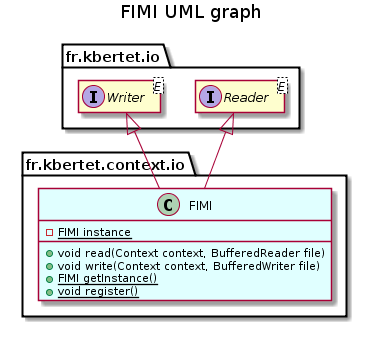 FIMI UML graph
fr.kbertet.io
I Writer E
I Reader E
fr.kbertet.context.io
C FIMI
FIMI instance
void read(Context context, BufferedReader file)
void write(Context context, BufferedWriter file)
FIMI getInstance()
void register()